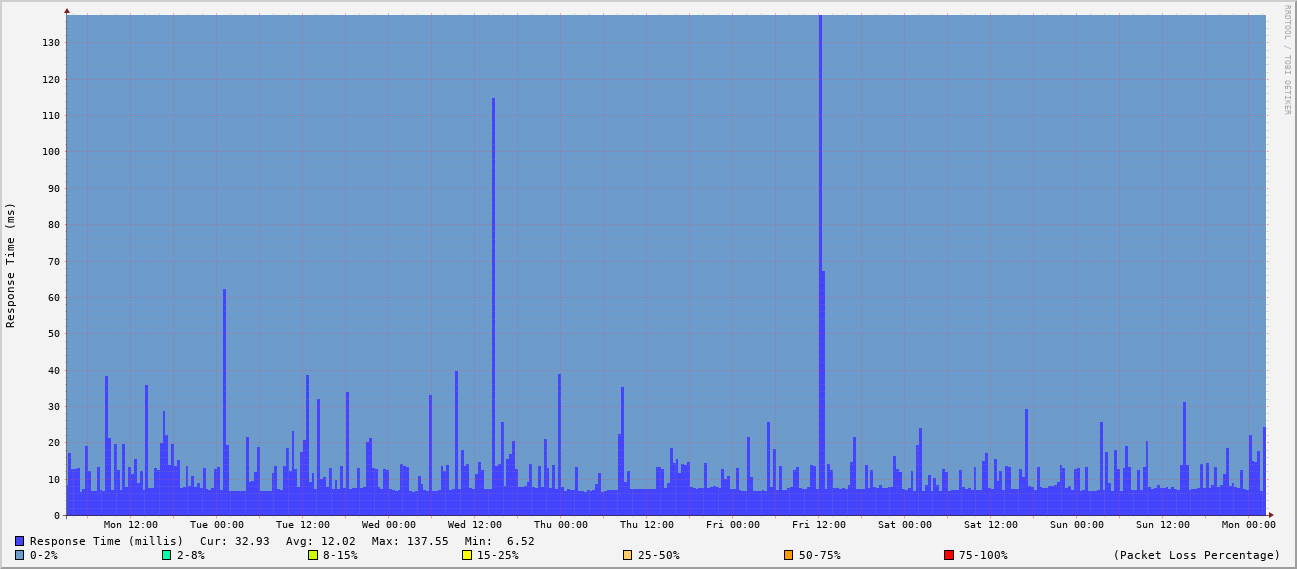 RRDTOOL / TOBI OETIKER
Response Time (ms)
130
120
110
100
90
80
70
60
50
40
30
20
10
0
Mon 12:00 Tue 00:00 Tue 12:00 Wed 00:00 Wed 12:00 Thu 00:00 Thu 12:00 Fri 00:00 Fri 12:00 Sat 00:00 Sat 12:00 Sun 00:00 Sun 12:00 Mon 00:00
Response Time (millis) Cur: 32.93 Avg: 12.02 Max: 137.55 Min: 6.52
0-2% 2-8% 8-15% 15-25% 25-50% 50-75% 75-100% (Packet Loss Percentage)